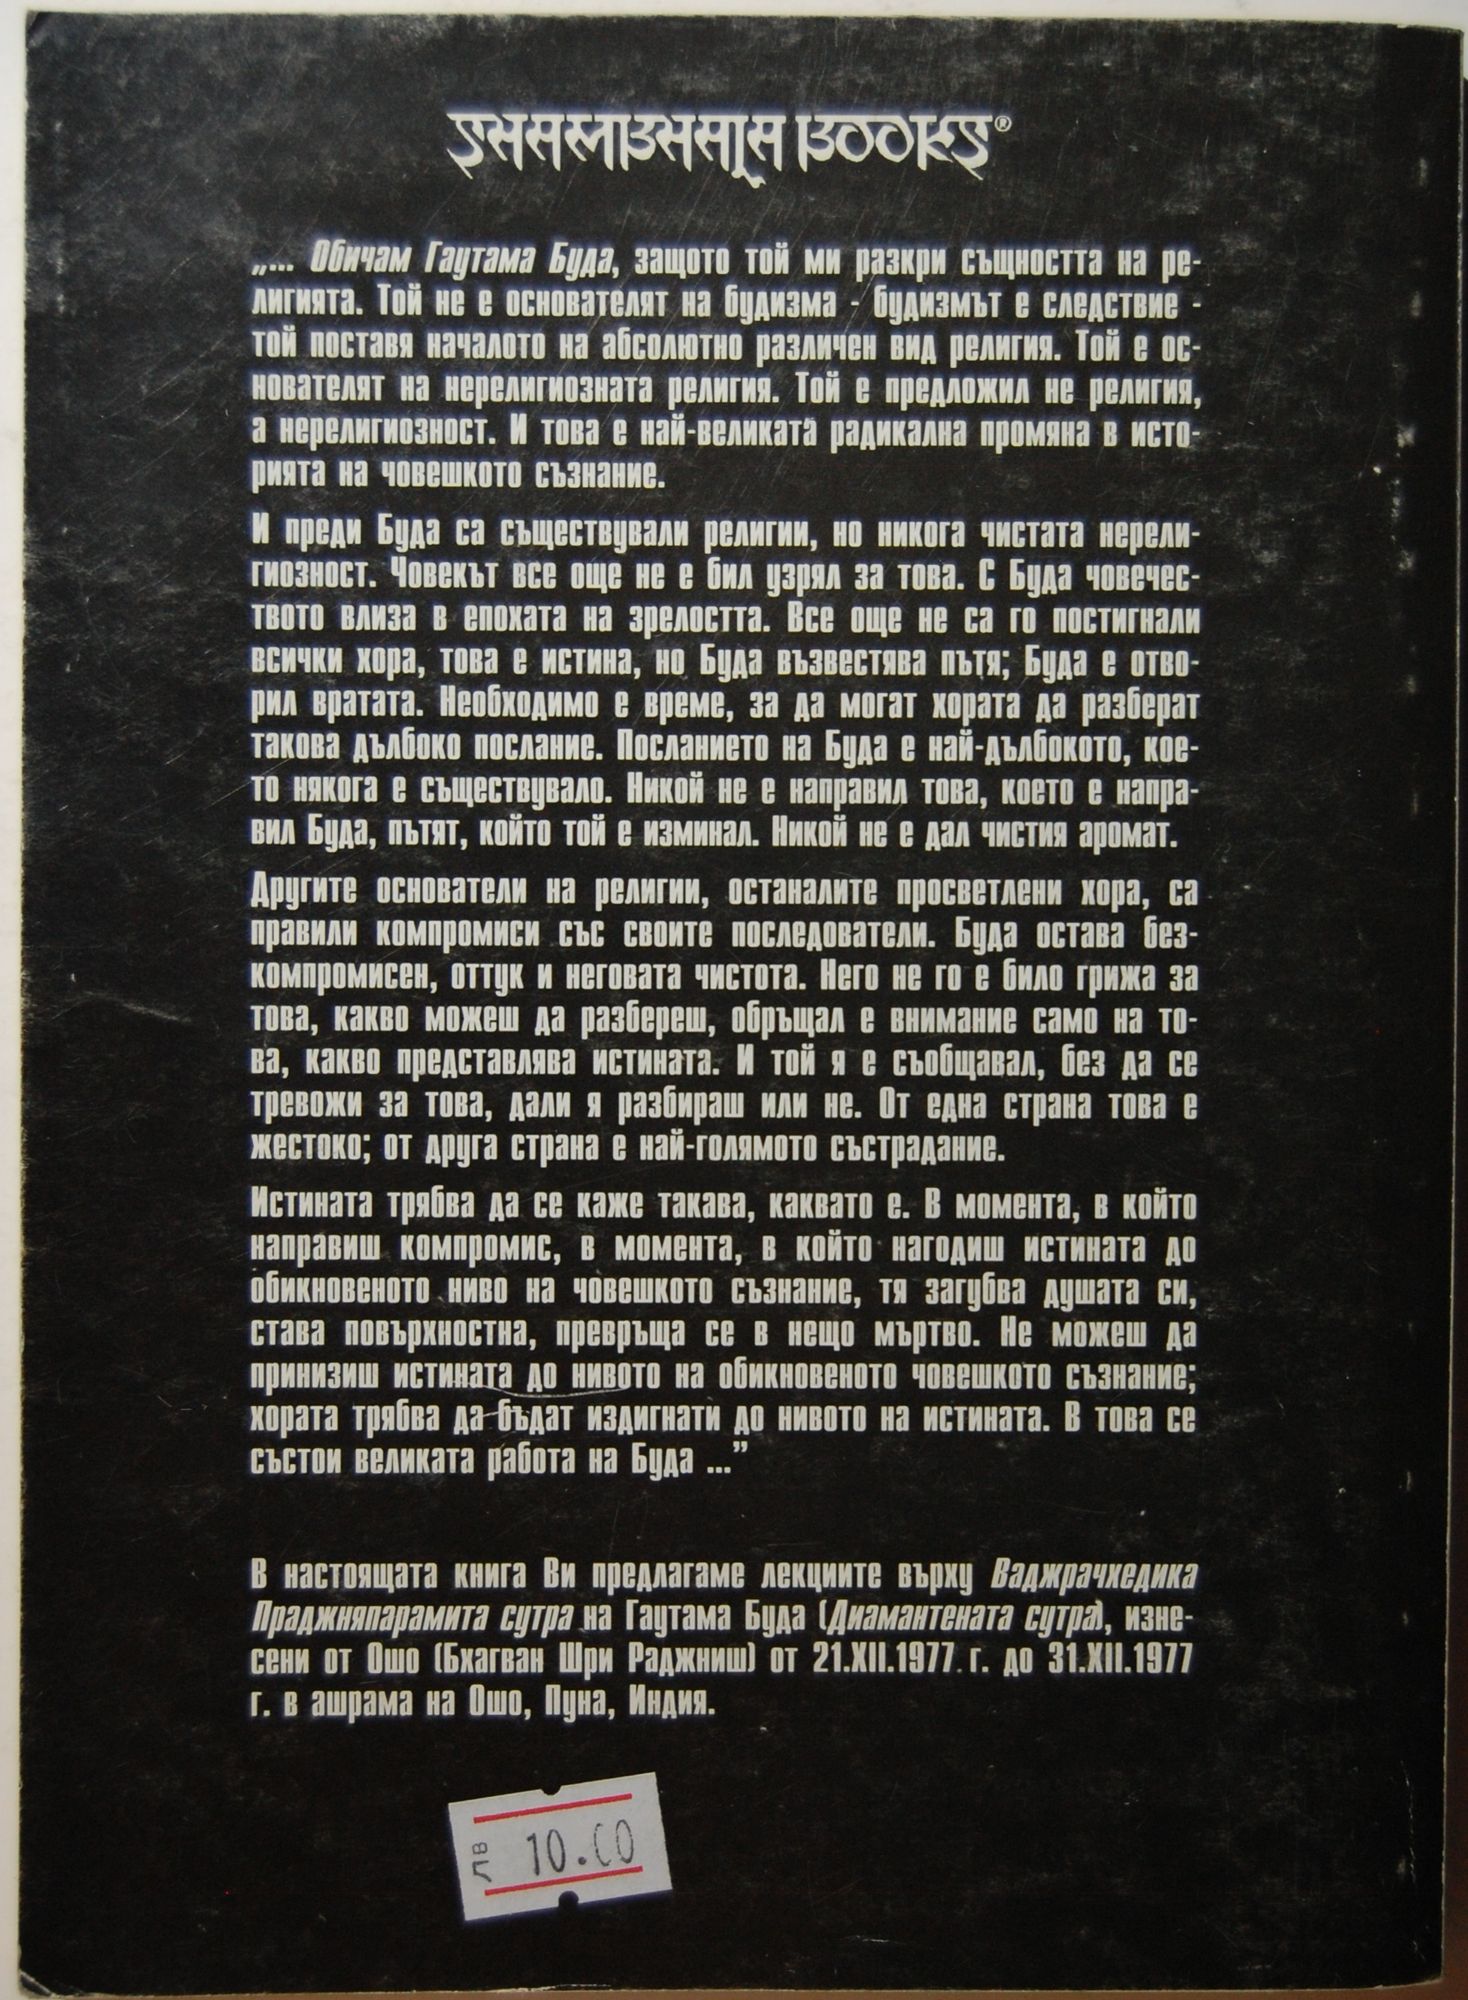 SHAMBHALA BOOKS®
„... Обичам Гаутама Буда, защото той ми разкри същността на ре-
лигията. Той не е основателят на будизма - будизмът е следствие -
той поставя началото на абсолютно различен вид религия. Той е ос-
нователят на нерелигиозната религия. Той е предложил не религия,
а нерелигиозност. И това е най-великата радикална промяна в исто-
рията на човешкото съзнание.
И преди Буда са съществували религии, но никога чистата нерели-
гиозност. Човекът все още не е бил узрял за това. С Буда човечес-
твото влиза в епохата на зрелостта. Все още не са го постигнали
всички хора, това е истина, но Буда възвестява пътя; Буда е отво-
рил вратата. Необходимо е време, за да могат хората да разберат
такова дълбоко послание. Посланието на Буда е най-дълбокото, кое-
то някога е съществувало. Никой не е направил това, което е напра-
вил Буда, пътят, който той е изминал. Никой не е дал чистия аромат.
Другите основатели на религии, останалите просветлени хора, са
правили компромиси със своите последователи. Буда остава без-
компромисен, оттук и неговата чистота. Него не го е било грижа за
това, какво можеш да разбереш, обръщал е внимание само на то-
ва, какво представлява истината. И той я е съобщавал, без да се
тревожи за това, дали я разбираш или не. От една страна това е
жестоко; от друга страна е най-голямото състрадание.
Истината трябва да се каже такава, каквато е. В момента, в който
направиш компромис, в момента, в който нагодиш истината до
обикновеното ниво на човешкото съзнание, тя загубва душата си,
става повърхностна, превръща се в нещо мъртво. Не можеш да
принизиш истината до нивото на обикновеното човешкото съзнание;
хората трябва да бъдат издигнати до нивото на истината. В това се
състои великата работа на Буда ...”
В настоящата книга Ви предлагаме лекциите върху Ваджрачхедика
Праджняпарамита сутра на Гаутама Буда (Диамантената сутра), изне-
сени от Ошо (Бхагван Шри Раджниш) от 21.XII.1977 г. до 31.XII.1977
г. в ашрама на Ошо, Пуна, Индия.
лв 10.00